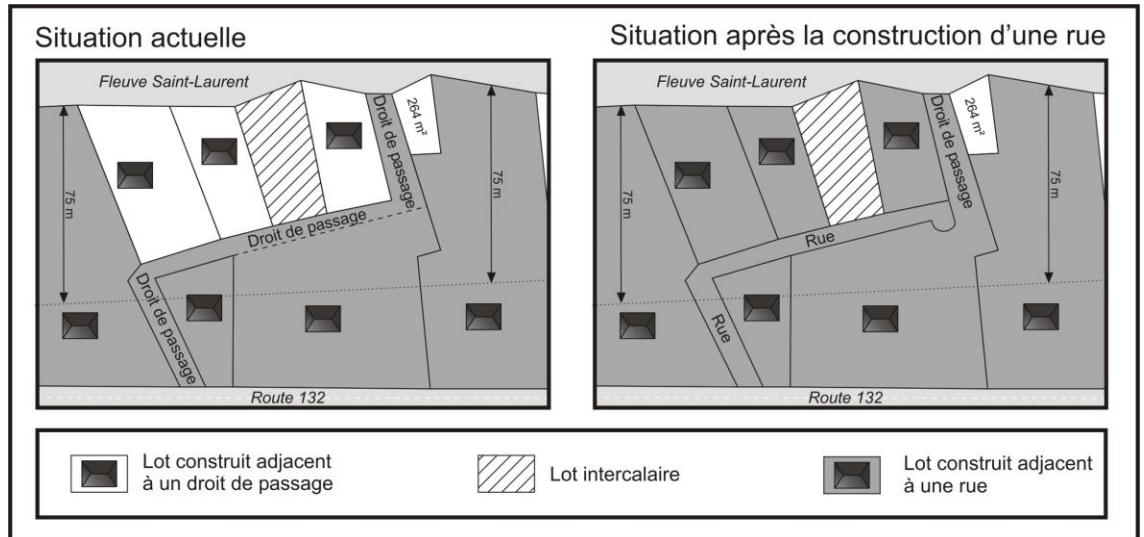 Situation actuelle
Fleuve Saint-Laurent
264 m²
Droit de passage
75 m
75 m
Droit de passage
Droit de passage
Route 132
Situation après la construction d'une rue
Fleuve Saint-Laurent
264 m²
Droit de passage
75 m
75 m
Rue
Rue
Route 132
Lot construit adjacent
à un droit de passage
Lot intercalaire
Lot construit adjacent
à une rue